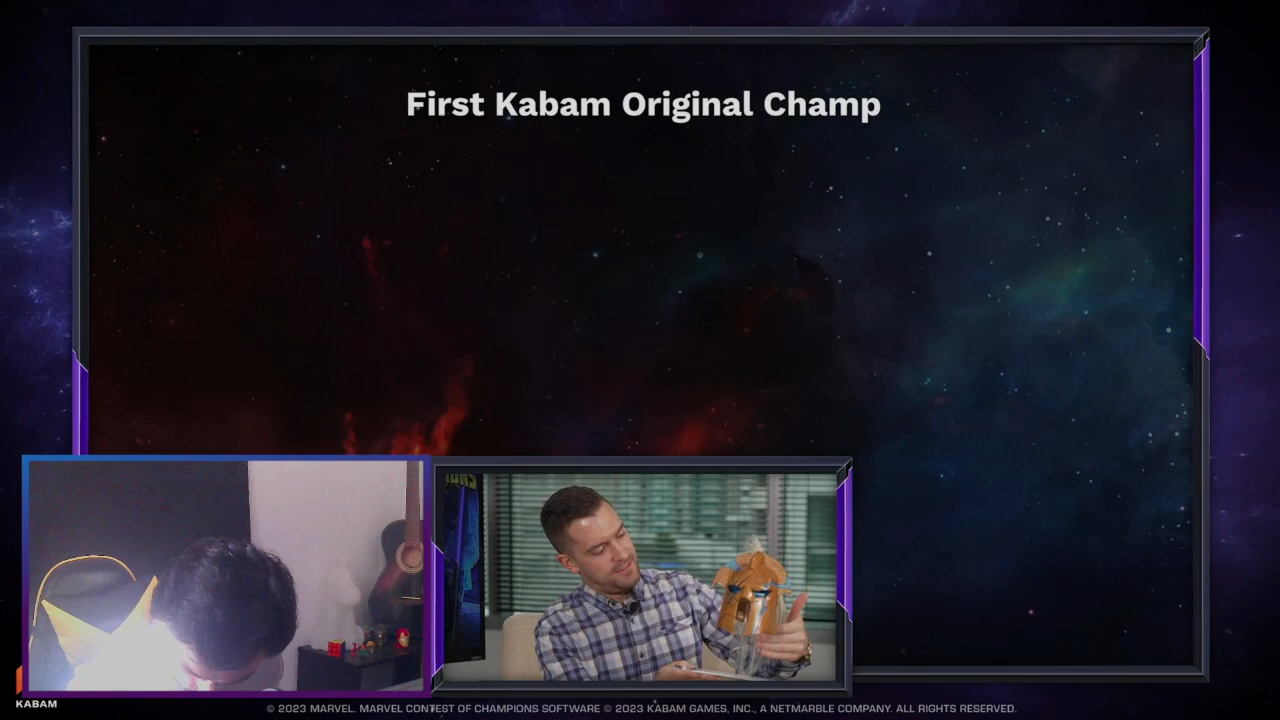 First Kabam Original Champ
KABAM
© 2023 MARVEL. MARVEL CONTEST OF CHAMPIONS SOFTWARE © 2023 KABAM GAMES, INC., A NETMARBLE COMPANY. ALL RIGHTS RESERVED.